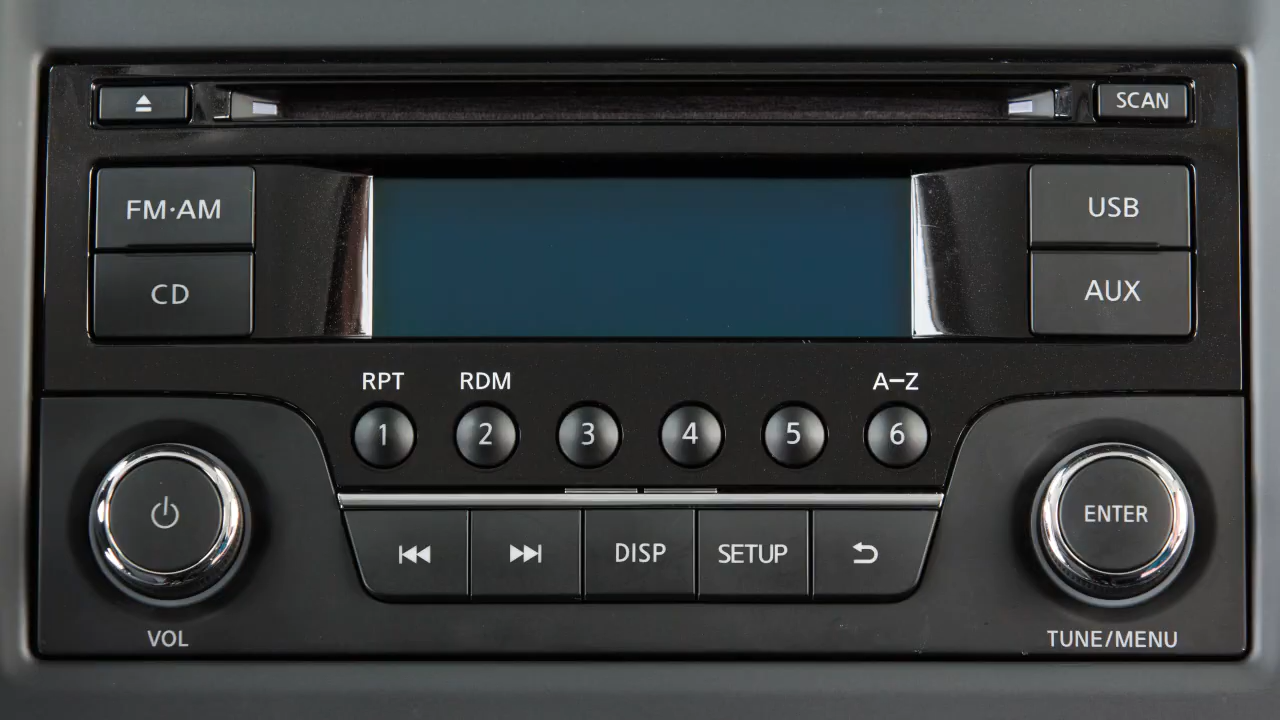 SCAN
FM·AM
USB
CD
AUX
RPT RDM A–Z
1 2 3 4 5 6
ENTER
DISP SETUP
VOL
TUNE/MENU